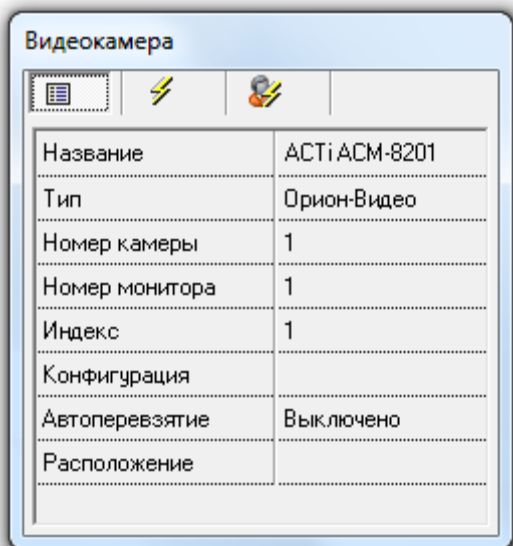 Видеокамера
Название ACTi ACM-8201
Тип Орион-Видео
Номер камеры 1
Номер монитора 1
Индекс 1
Конфигурация
Автоперевзятие Выключено
Расположение